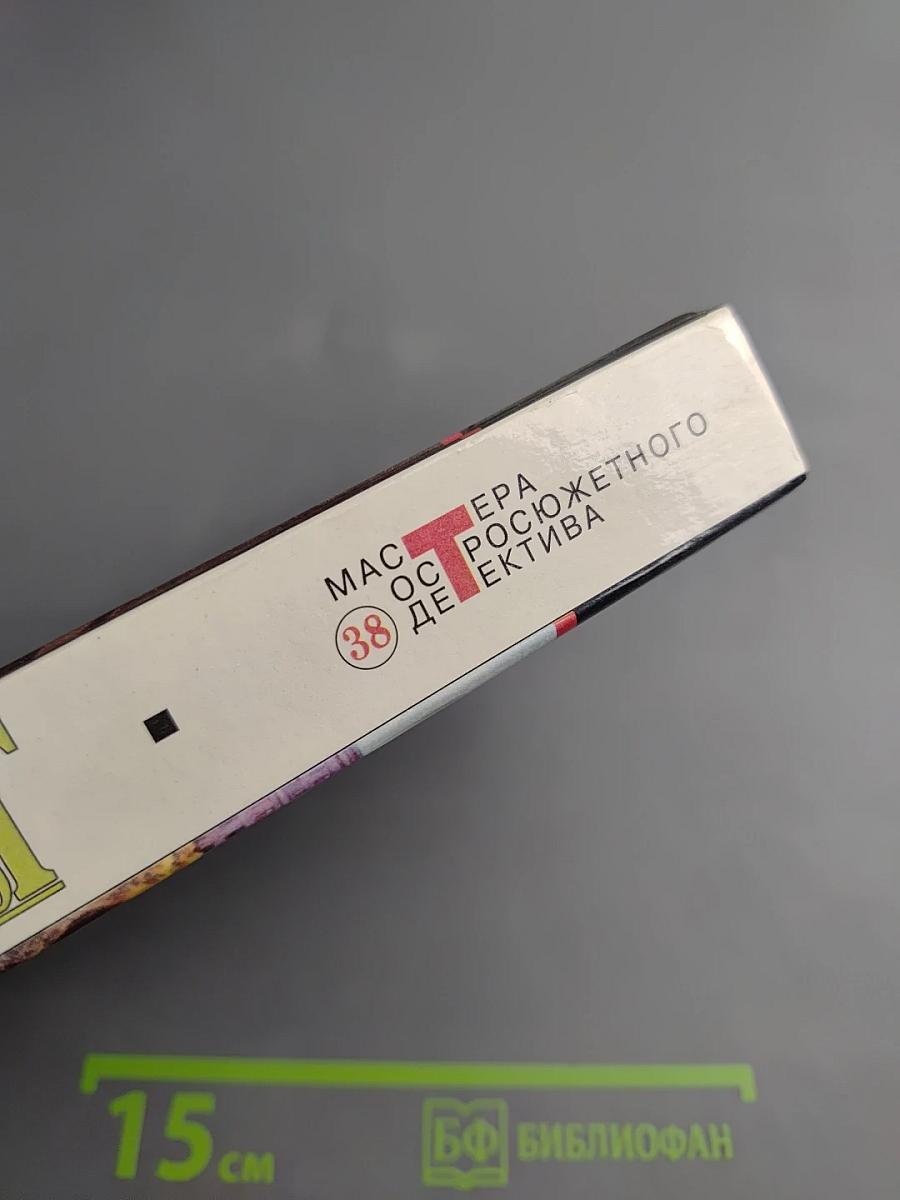 МАСТЕРА
ОСТРОСЮЖЕТНОГО
ДЕТЕКТИВА
38
15 см
БФ БИБЛИОФАН